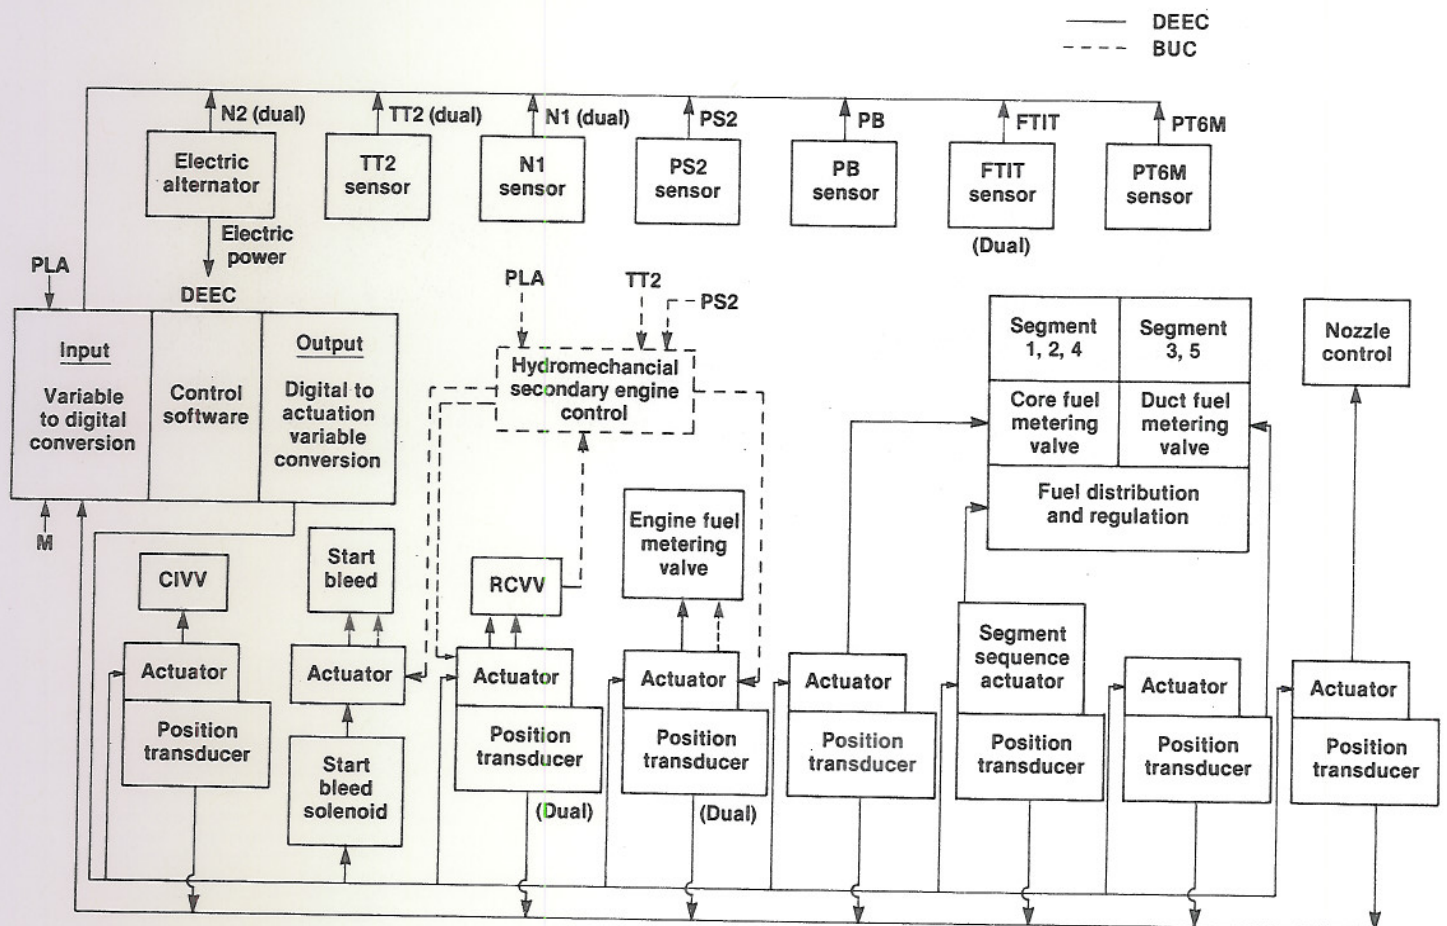 DEEC
BUC
N2 (dual)
TT2 (dual)
N1 (dual)
PS2
PB
FTIT
PT6M
Electric
alternator
TT2
sensor
N1
sensor
PS2
sensor
PB
sensor
FTIT
sensor
PT6M
sensor
(Dual)
Electric
power
PLA
DEEC
Input
Variable
to digital
conversion
Control
software
Output
Digital to
actuation
variable
conversion
M
PLA
TT2
PS2
Hydromechancial
secondary engine
control
Segment
1, 2, 4
Segment
3, 5
Core fuel
metering
valve
Duct fuel
metering
valve
Fuel distribution
and regulation
Nozzle
control
CIVV
Start
bleed
RCVV
Engine fuel
metering
valve
Actuator
Position
transducer
Actuator
Start
bleed
solenoid
Actuator
Position
transducer
(Dual)
Actuator
Position
transducer
(Dual)
Actuator
Position
transducer
Segment
sequence
actuator
Position
transducer
Actuator
Position
transducer
Actuator
Position
transducer